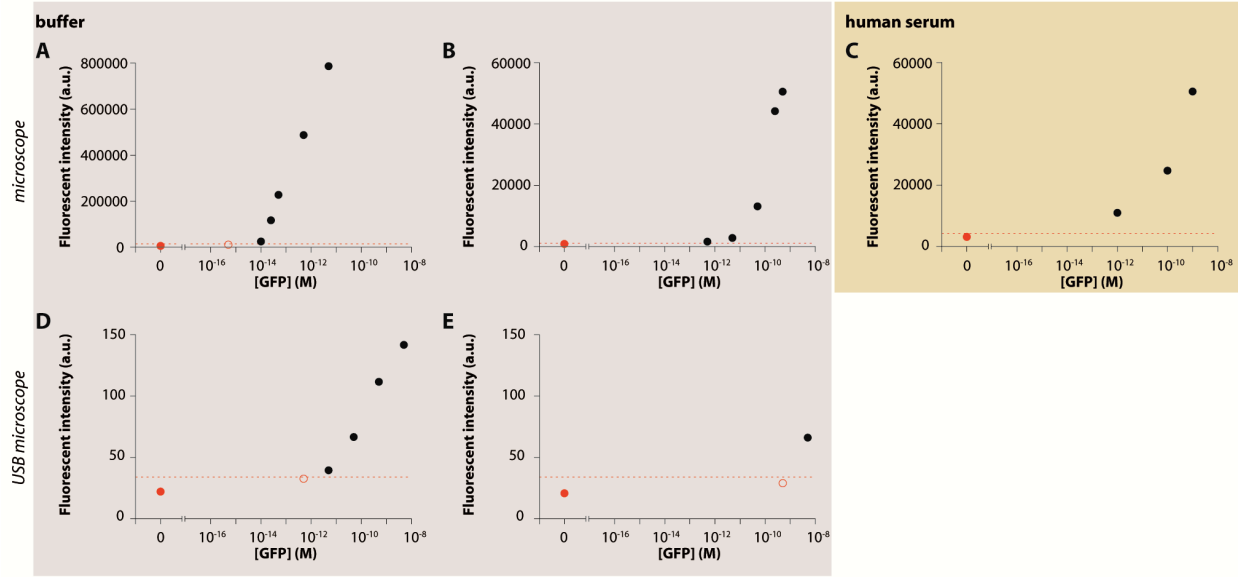 buffer
human serum
microscope
A
Fluorescent intensity (a.u.)
800000
600000
400000
200000
0
0 10⁻¹⁶ 10⁻¹⁴ 10⁻¹² 10⁻¹⁰ 10⁻⁸
[GFP] (M)
B
Fluorescent intensity (a.u.)
60000
40000
20000
0
0 10⁻¹⁶ 10⁻¹⁴ 10⁻¹² 10⁻¹⁰ 10⁻⁸
[GFP] (M)
C
Fluorescent intensity (a.u.)
60000
40000
20000
0
0 10⁻¹⁶ 10⁻¹⁴ 10⁻¹² 10⁻¹⁰ 10⁻⁸
[GFP] (M)
USB microscope
D
Fluorescent intensity (a.u.)
150
100
50
0
0 10⁻¹⁶ 10⁻¹⁴ 10⁻¹² 10⁻¹⁰ 10⁻⁸
[GFP] (M)
E
Fluorescent intensity (a.u.)
150
100
50
0
0 10⁻¹⁶ 10⁻¹⁴ 10⁻¹² 10⁻¹⁰ 10⁻⁸
[GFP] (M)